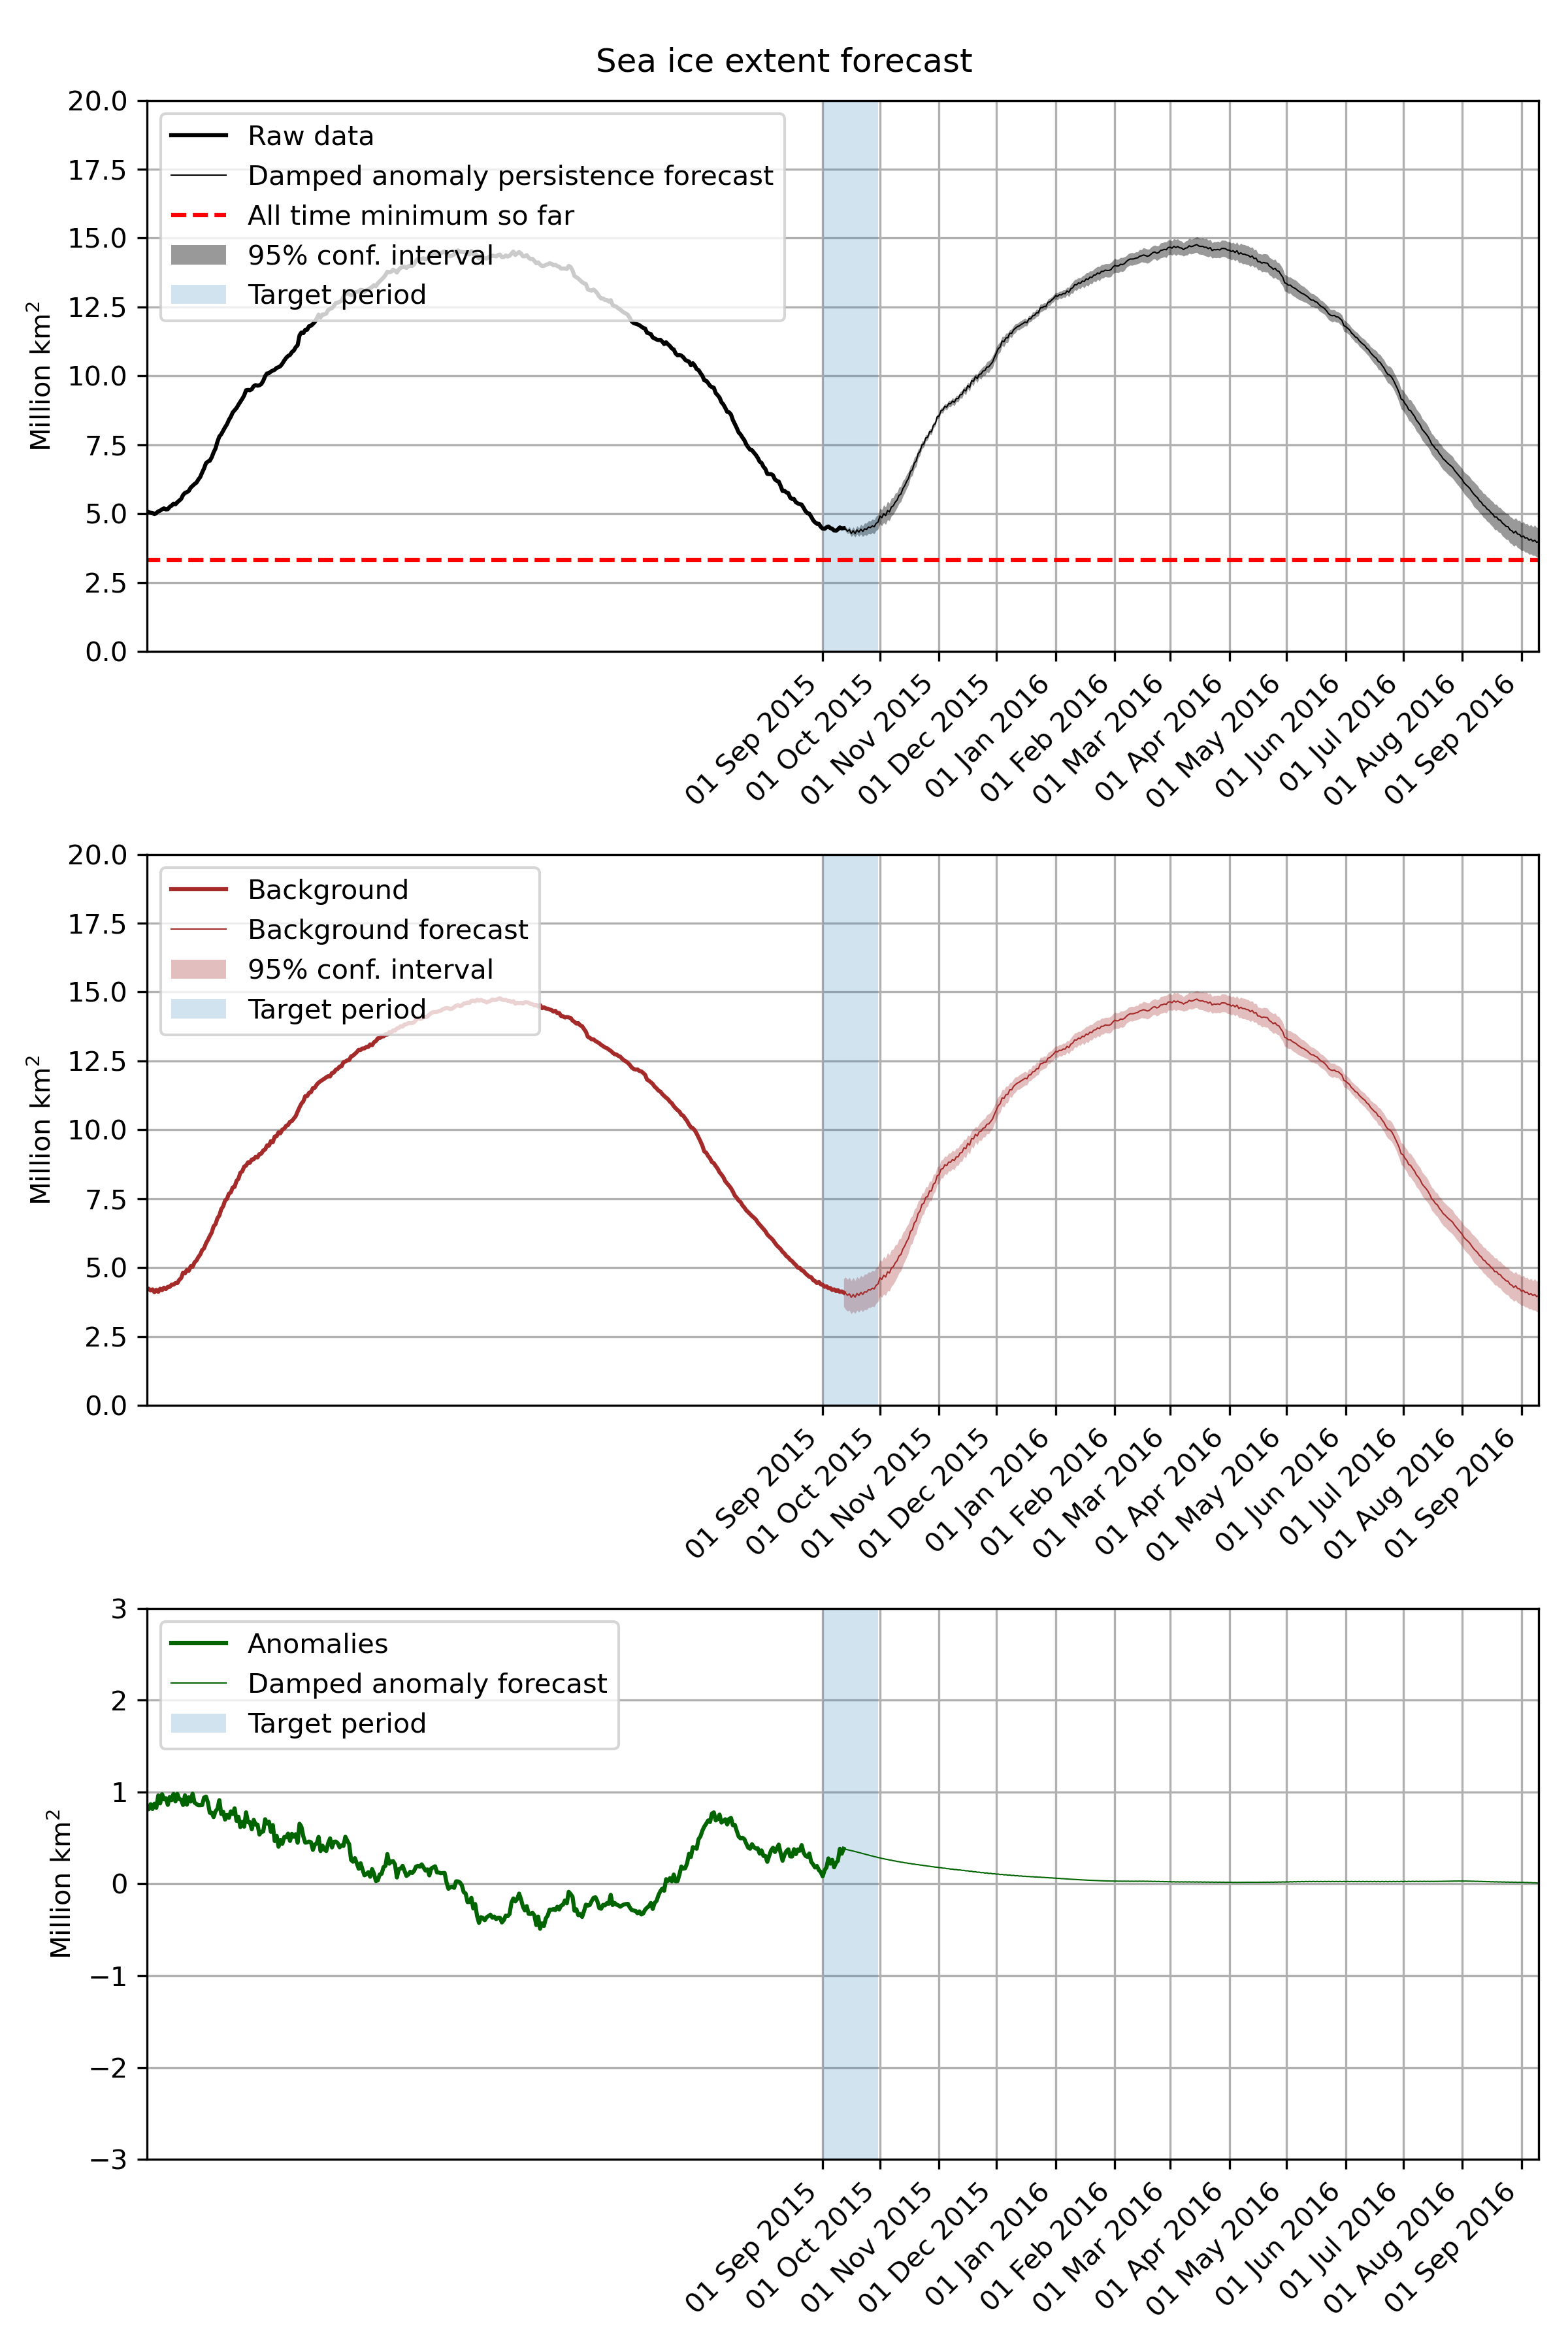 Sea ice extent forecast
20.0
17.5
15.0
12.5
10.0
7.5
5.0
2.5
0.0
Million km²
Raw data
Damped anomaly persistence forecast
All time minimum so far
95% conf. interval
Target period
01 Sep 2015
01 Oct 2015
01 Nov 2015
01 Dec 2015
01 Jan 2016
01 Feb 2016
01 Mar 2016
01 Apr 2016
01 May 2016
01 Jun 2016
01 Jul 2016
01 Aug 2016
01 Sep 2016
20.0
17.5
15.0
12.5
10.0
7.5
5.0
2.5
0.0
Million km²
Background
Background forecast
95% conf. interval
Target period
01 Sep 2015
01 Oct 2015
01 Nov 2015
01 Dec 2015
01 Jan 2016
01 Feb 2016
01 Mar 2016
01 Apr 2016
01 May 2016
01 Jun 2016
01 Jul 2016
01 Aug 2016
01 Sep 2016
3
2
1
0
−1
−2
−3
Million km²
Anomalies
Damped anomaly forecast
Target period
01 Sep 2015
01 Oct 2015
01 Nov 2015
01 Dec 2015
01 Jan 2016
01 Feb 2016
01 Mar 2016
01 Apr 2016
01 May 2016
01 Jun 2016
01 Jul 2016
01 Aug 2016
01 Sep 2016